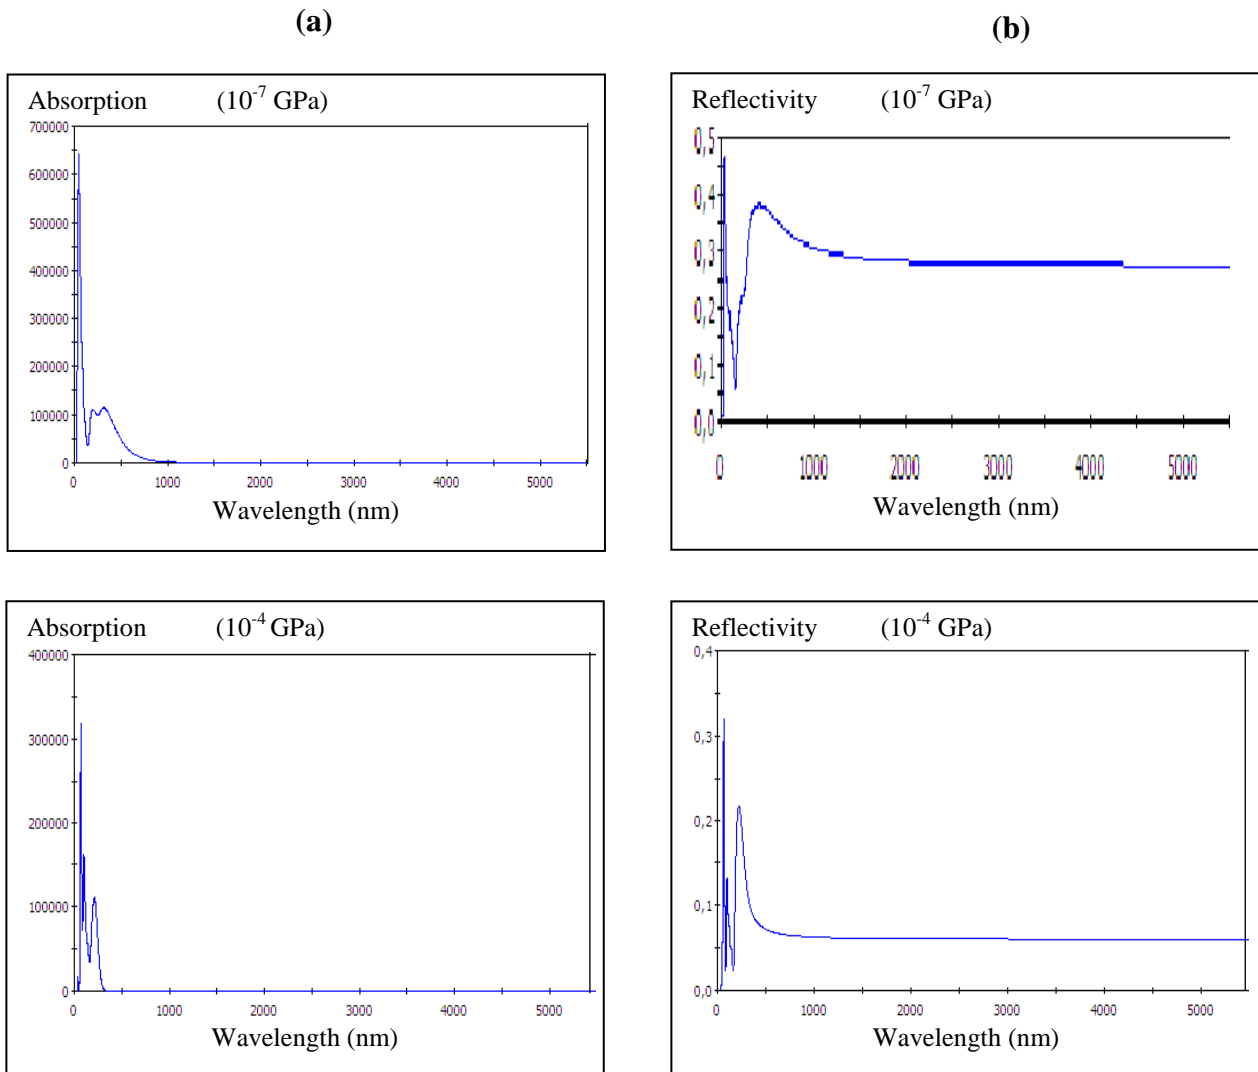 (a)
(b)
Absorption (10-7 GPa)
700000
600000
500000
400000
300000
200000
100000
0
0 1000 2000 3000 4000 5000
Wavelength (nm)
Reflectivity (10-7 GPa)
0,5
0,4
0,3
0,2
0,1
0,0
0 1000 2000 3000 4000 5000
Wavelength (nm)
Absorption (10-4 GPa)
400000
300000
200000
100000
0
0 1000 2000 3000 4000 5000
Wavelength (nm)
Reflectivity (10-4 GPa)
0,4
0,3
0,2
0,1
0,0
0 1000 2000 3000 4000 5000
Wavelength (nm)